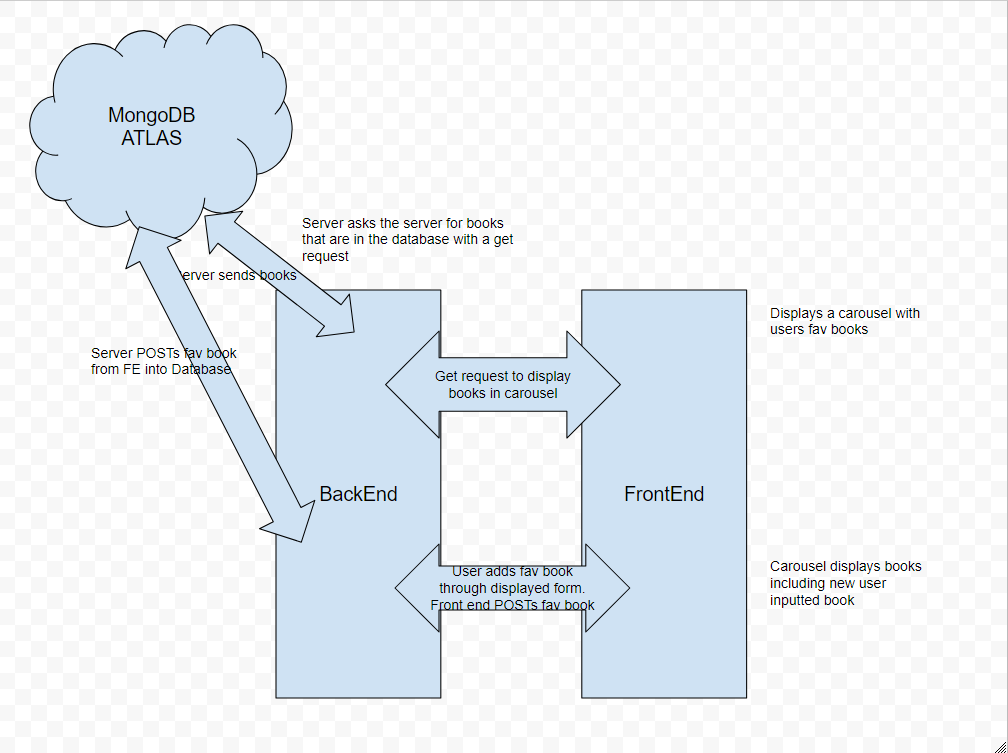 MongoDB
ATLAS
Server asks the server for books
that are in the database with a get
request
erver sends books
Displays a carousel with
users fav books
Server POSTs fav book
from FE into Database
Get request to display
books in carousel
BackEnd
FrontEnd
User adds fav book
through displayed form.
Front end POSTs fav book
Carousel displays books
including new user
inputted book